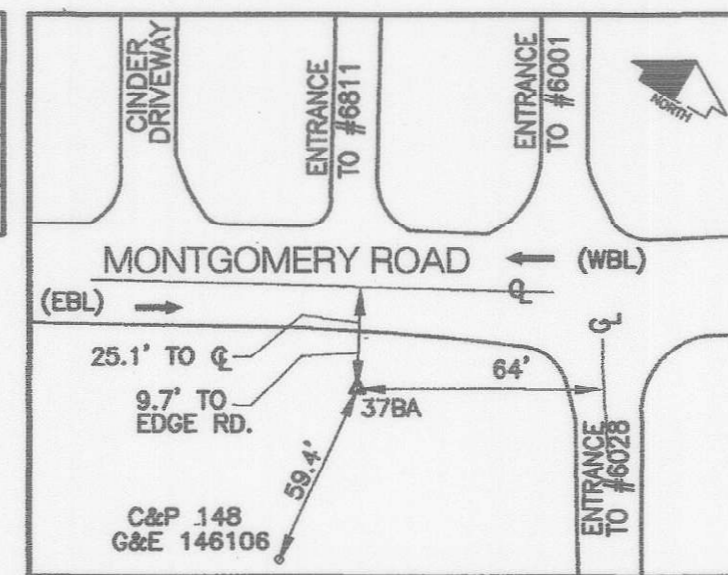 CINDER
DRIVEWAY
ENTRANCE
TO #6811
ENTRANCE
TO #6001
NORTH
MONTGOMERY ROAD
(WBL)
(EBL)
℄
℄
25.1' TO ℄
9.7' TO
EDGE RD.
64'
37BA
59.4'
C&P 148
G&E 146106
ENTRANCE
TO #6028